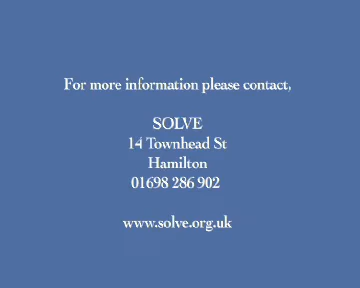 For more information please contact,
SOLVE
14 Townhead St
Hamilton
01698 286 902
www.solve.org.uk